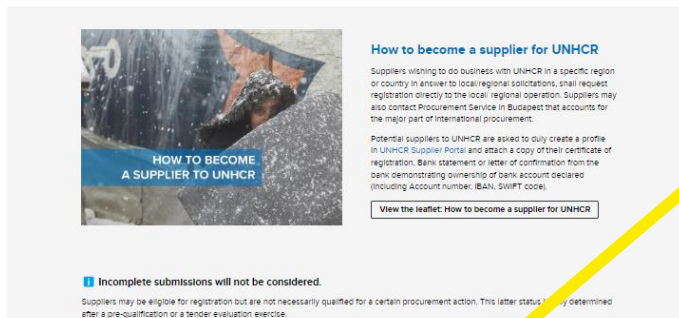 HOW TO BECOME
A SUPPLIER TO UNHCR
How to become a supplier for UNHCR
Suppliers wishing to do business with UNHCR in a specific region
or country in answer to local/regional solicitations, shall request
registration directly to the local/ regional operation. Suppliers may
also contact Procurement Service in Budapest that accounts for
the major part of international procurement.
Potential suppliers to UNHCR are asked to duly create a profile
in UNHCR Supplier Portal and attach a copy of their certificate of
registration, Bank statement or letter of confirmation from the
bank demonstrating ownership of bank account declared
(including Account number, IBAN, SWIFT code).
View the leaflet: How to become a supplier for UNHCR
Incomplete submissions will not be considered.
Suppliers may be eligible for registration but are not necessarily qualified for a certain procurement action. This latter status determined
after a pre-qualification or a tender evaluation exercise.